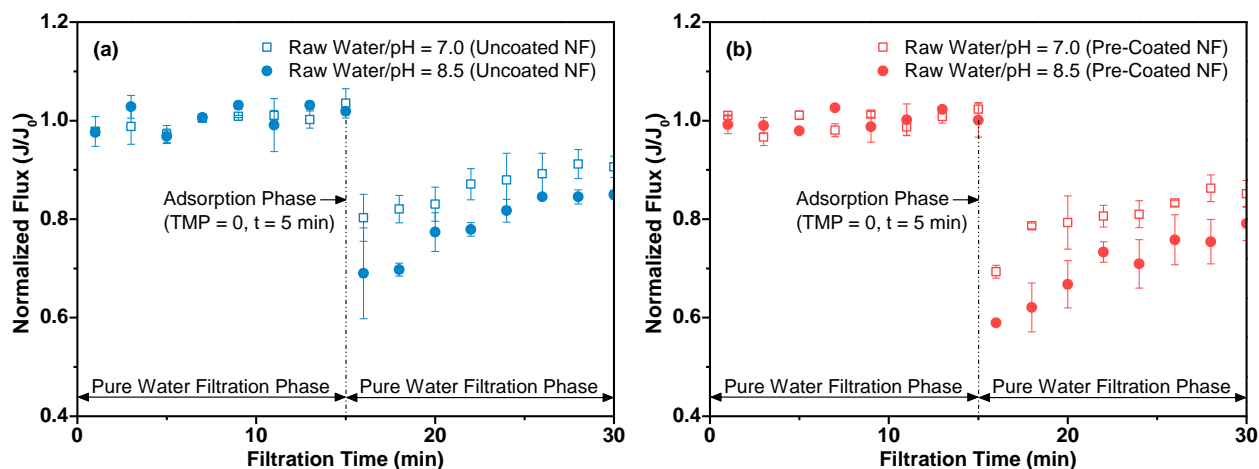 (a)
Raw Water/pH = 7.0 (Uncoated NF)
Raw Water/pH = 8.5 (Uncoated NF)
Normalized Flux (J/J₀)
1.2
1.0
0.8
0.6
0.4
Adsorption Phase
(TMP = 0, t = 5 min)
Pure Water Filtration Phase
Pure Water Filtration Phase
0
10
20
30
Filtration Time (min)
(b)
Raw Water/pH = 7.0 (Pre-Coated NF)
Raw Water/pH = 8.5 (Pre-Coated NF)
Normalized Flux (J/J₀)
1.2
1.0
0.8
0.6
0.4
Adsorption Phase
(TMP = 0, t = 5 min)
Pure Water Filtration Phase
Pure Water Filtration Phase
0
10
20
30
Filtration Time (min)